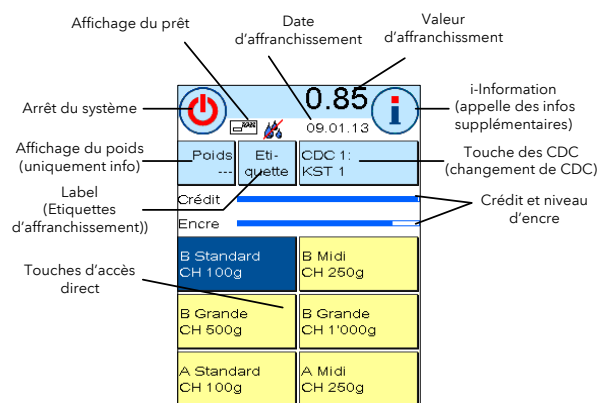 Affichage du prêt
Date
d'affranchissement
Valeur
d'affranchissment
Arrêt du système
0.85
09.01.13
i-Information
(appelle des infos
supplémentaires)
Affichage du poids
(uniquement info)
Poids
---
Eti-
quette
CDC 1:
KST 1
Touche des CDC
(changement de CDC)
Label
(Etiquettes
d'affranchissement))
Crédit
Encre
Crédit et niveau
d'encre
Touches d'accès
direct
B Standard
CH 100g
B Midi
CH 250g
B Grande
CH 500g
B Grande
CH 1'000g
A Standard
CH 100g
A Midi
CH 250g